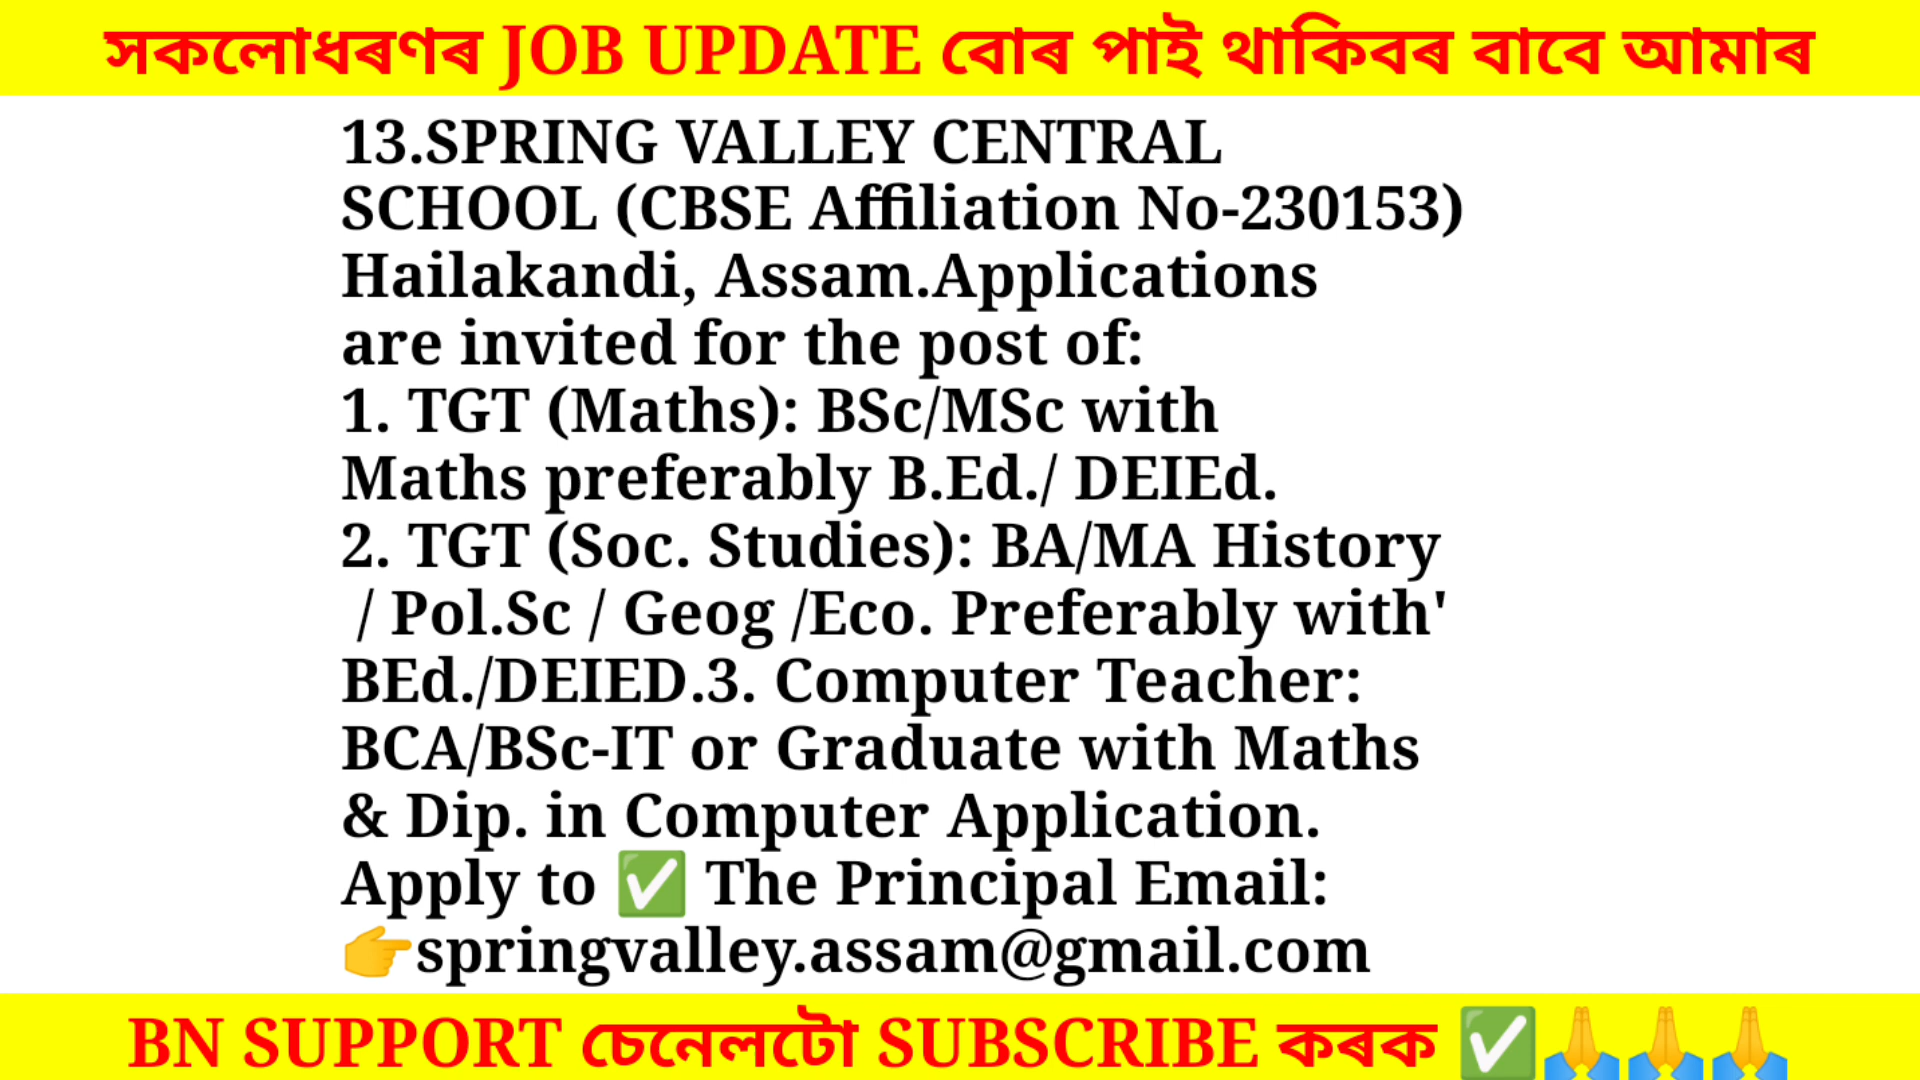 সকলোধৰণৰ JOB UPDATE বোৰ পাই থাকিবৰ বাবে আমাৰ
13.SPRING VALLEY CENTRAL
SCHOOL (CBSE Affiliation No-230153)
Hailakandi, Assam.Applications
are invited for the post of:
1. TGT (Maths): BSc/MSc with
Maths preferably B.Ed./ DEIEd.
2. TGT (Soc. Studies): BA/MA History
/ Pol.Sc / Geog /Eco. Preferably with'
BEd./DEIED.3. Computer Teacher:
BCA/BSc-IT or Graduate with Maths
& Dip. in Computer Application.
Apply to ✅ The Principal Email:
👉springvalley.assam@gmail.com
BN SUPPORT চেনেলটো SUBSCRIBE কৰক ✅🙏🙏🙏